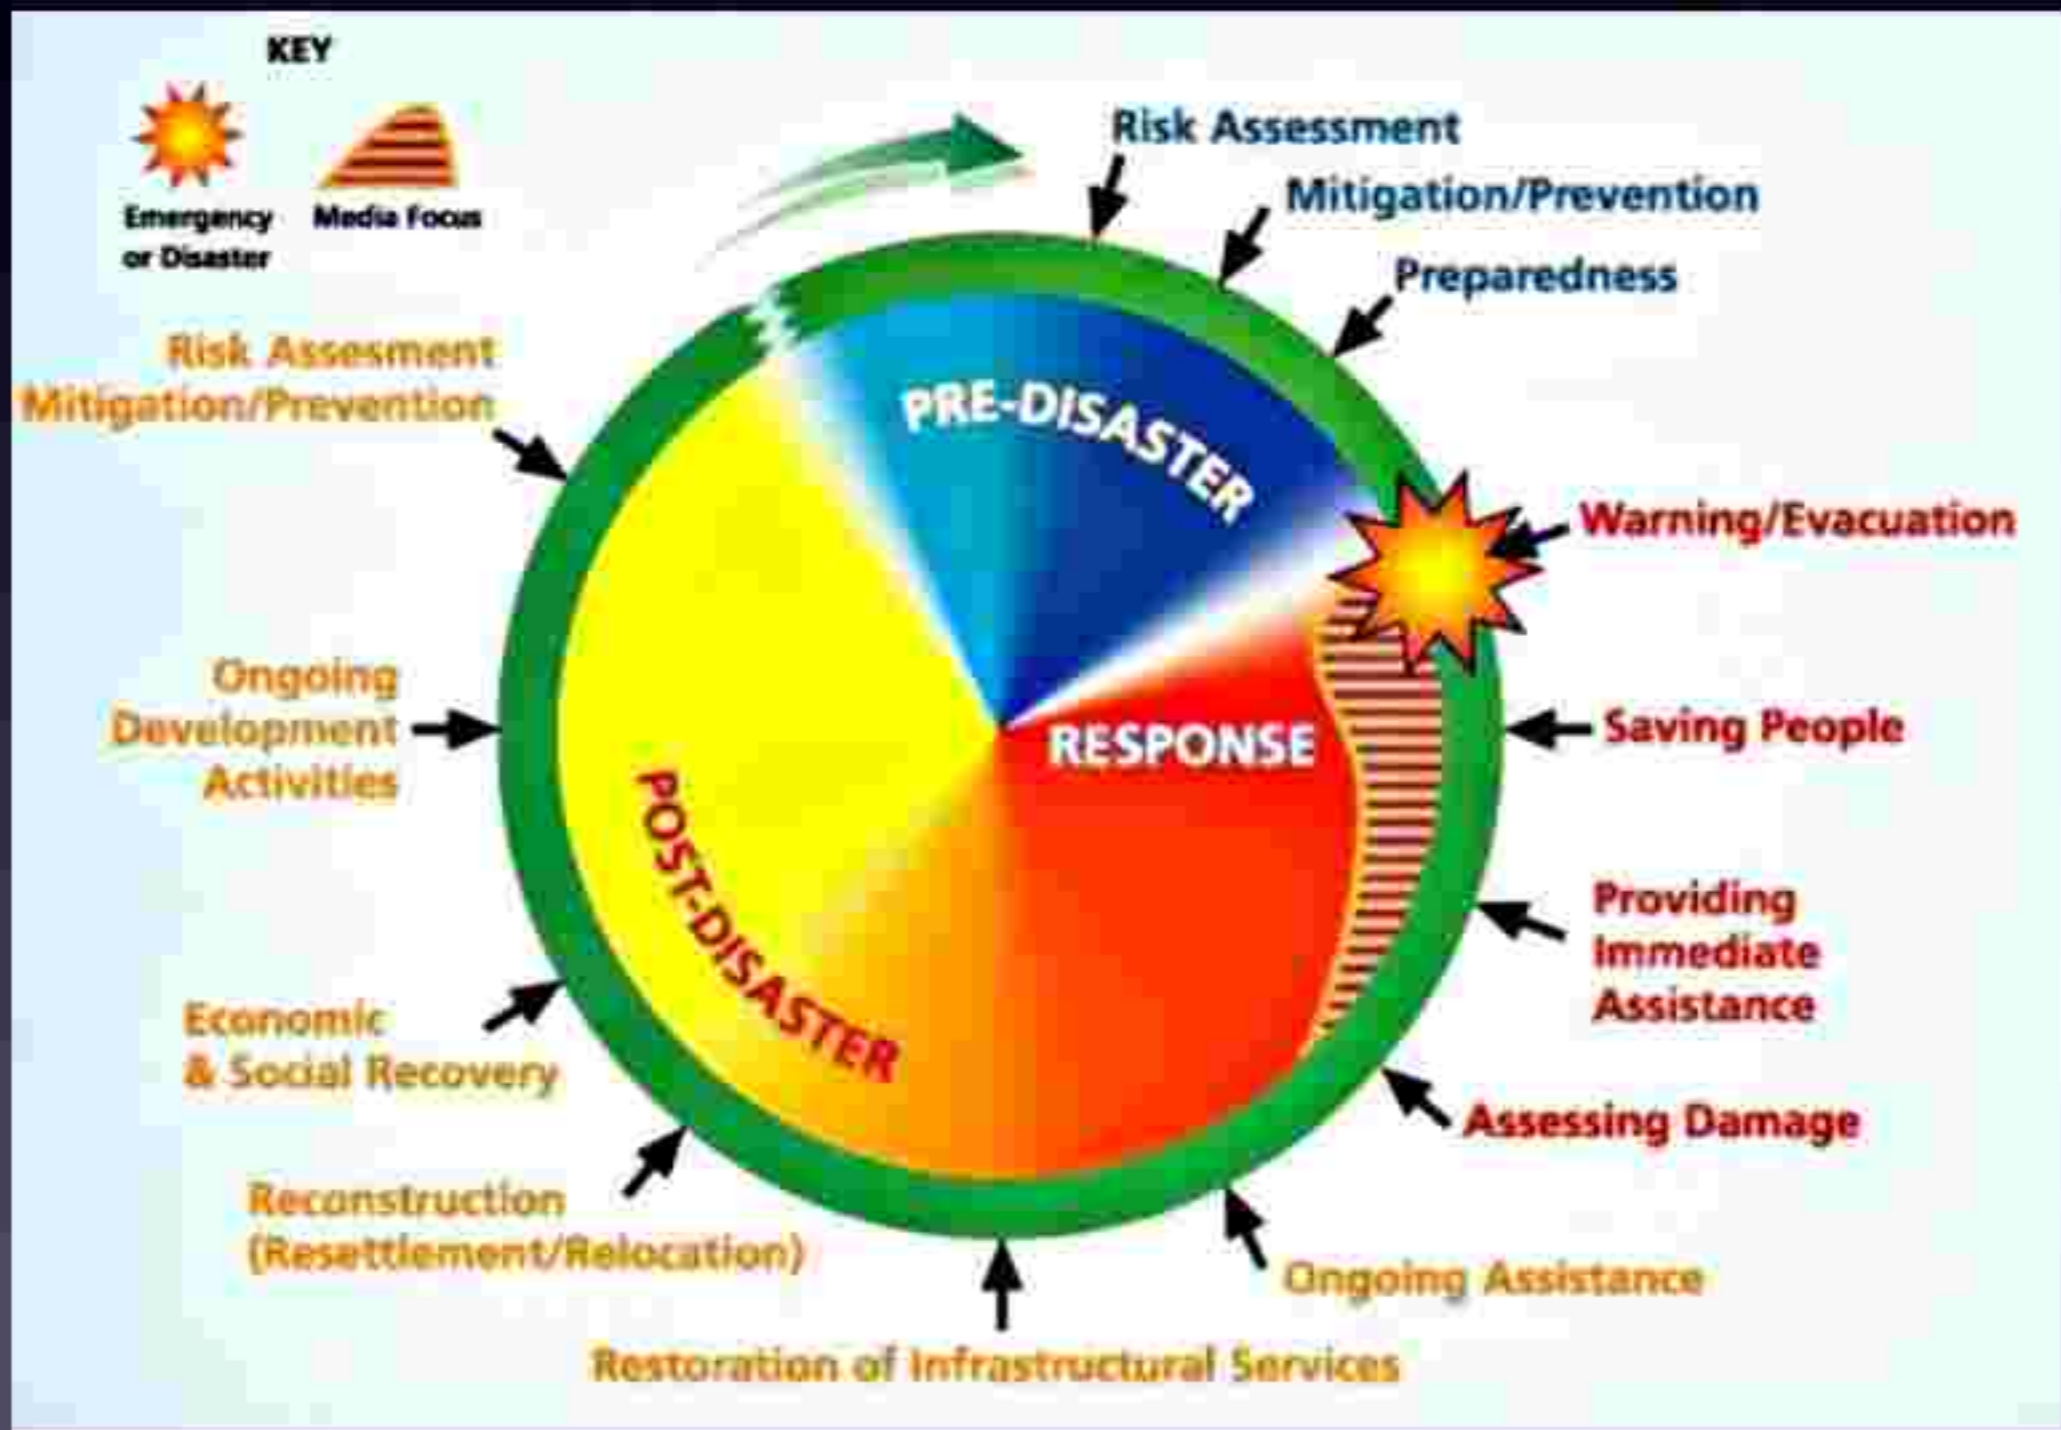 KEY
Emergency
or Disaster
Media Focus
Risk Assessment
Mitigation/Prevention
Preparedness
PRE-DISASTER
Warning/Evacuation
RESPONSE
Saving People
Providing
Immediate
Assistance
Assessing Damage
Ongoing Assistance
Restoration of Infrastructural Services
Reconstruction
(Resettlement/Relocation)
Economic
& Social Recovery
POST-DISASTER
Ongoing
Development
Activities
Risk Assesment
Mitigation/Prevention